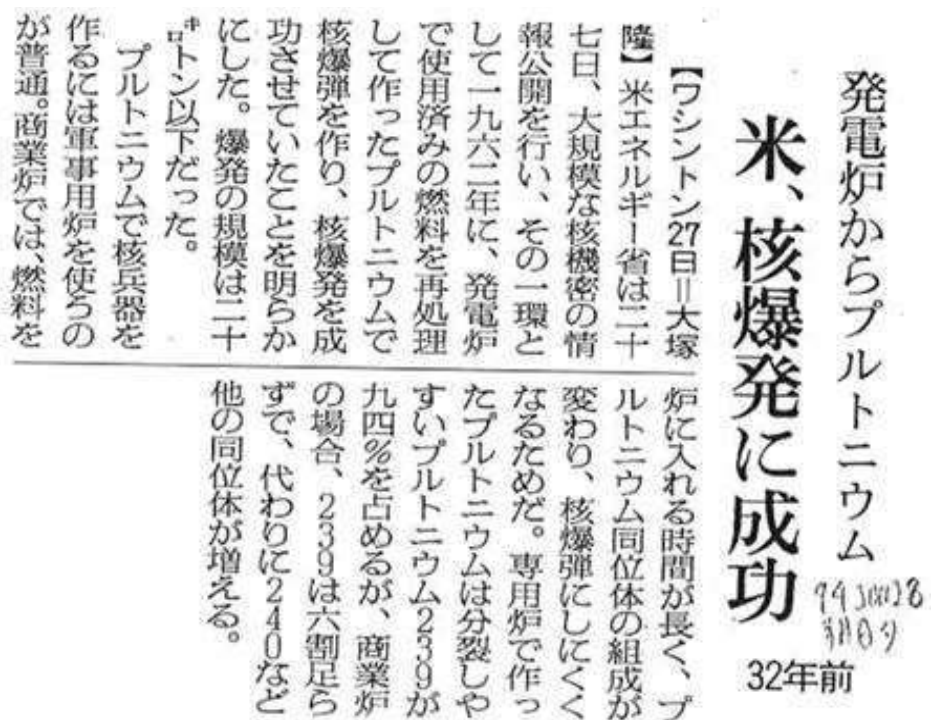 発電炉からプルトニウム
米、核爆発に成功
32年前
【ワシントン27日＝大塚
隆】米エネルギー省は二十
七日、大規模な核機密の情
報公開を行い、その一環と
して一九六二年に、発電炉
で使用済みの燃料を再処理
して作ったプルトニウムで
核爆弾を作り、核爆発を成
功させていたことを明らか
にした。爆発の規模は二十
キロトン以下だった。
プルトニウムで核兵器を
作るには軍事用炉を使うの
が普通。商業炉では、燃料を
炉に入れる時間が長く、プ
ルトニウム同位体の組成が
変わり、核爆弾にしにくく
なるためだ。専用炉で作っ
たプルトニウムは分裂しや
すいプルトニウム239が
九四％を占めるが、商業炉
の場合、239は六割足ら
ずで、代わりに240など
他の同位体が増える。